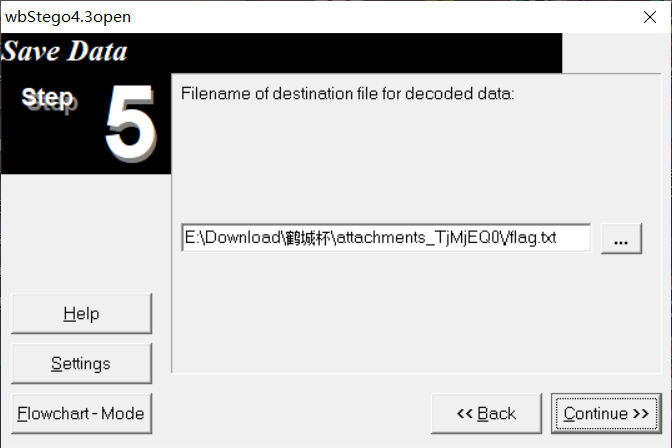 wbStego4.3open
Save Data
Step 5
Filename of destination file for decoded data:
E:\Download\鹤城杯\attachments_TjMjEQ0\/flag.txt
...
Help
Settings
Flowchart - Mode
<< Back
Continue >>